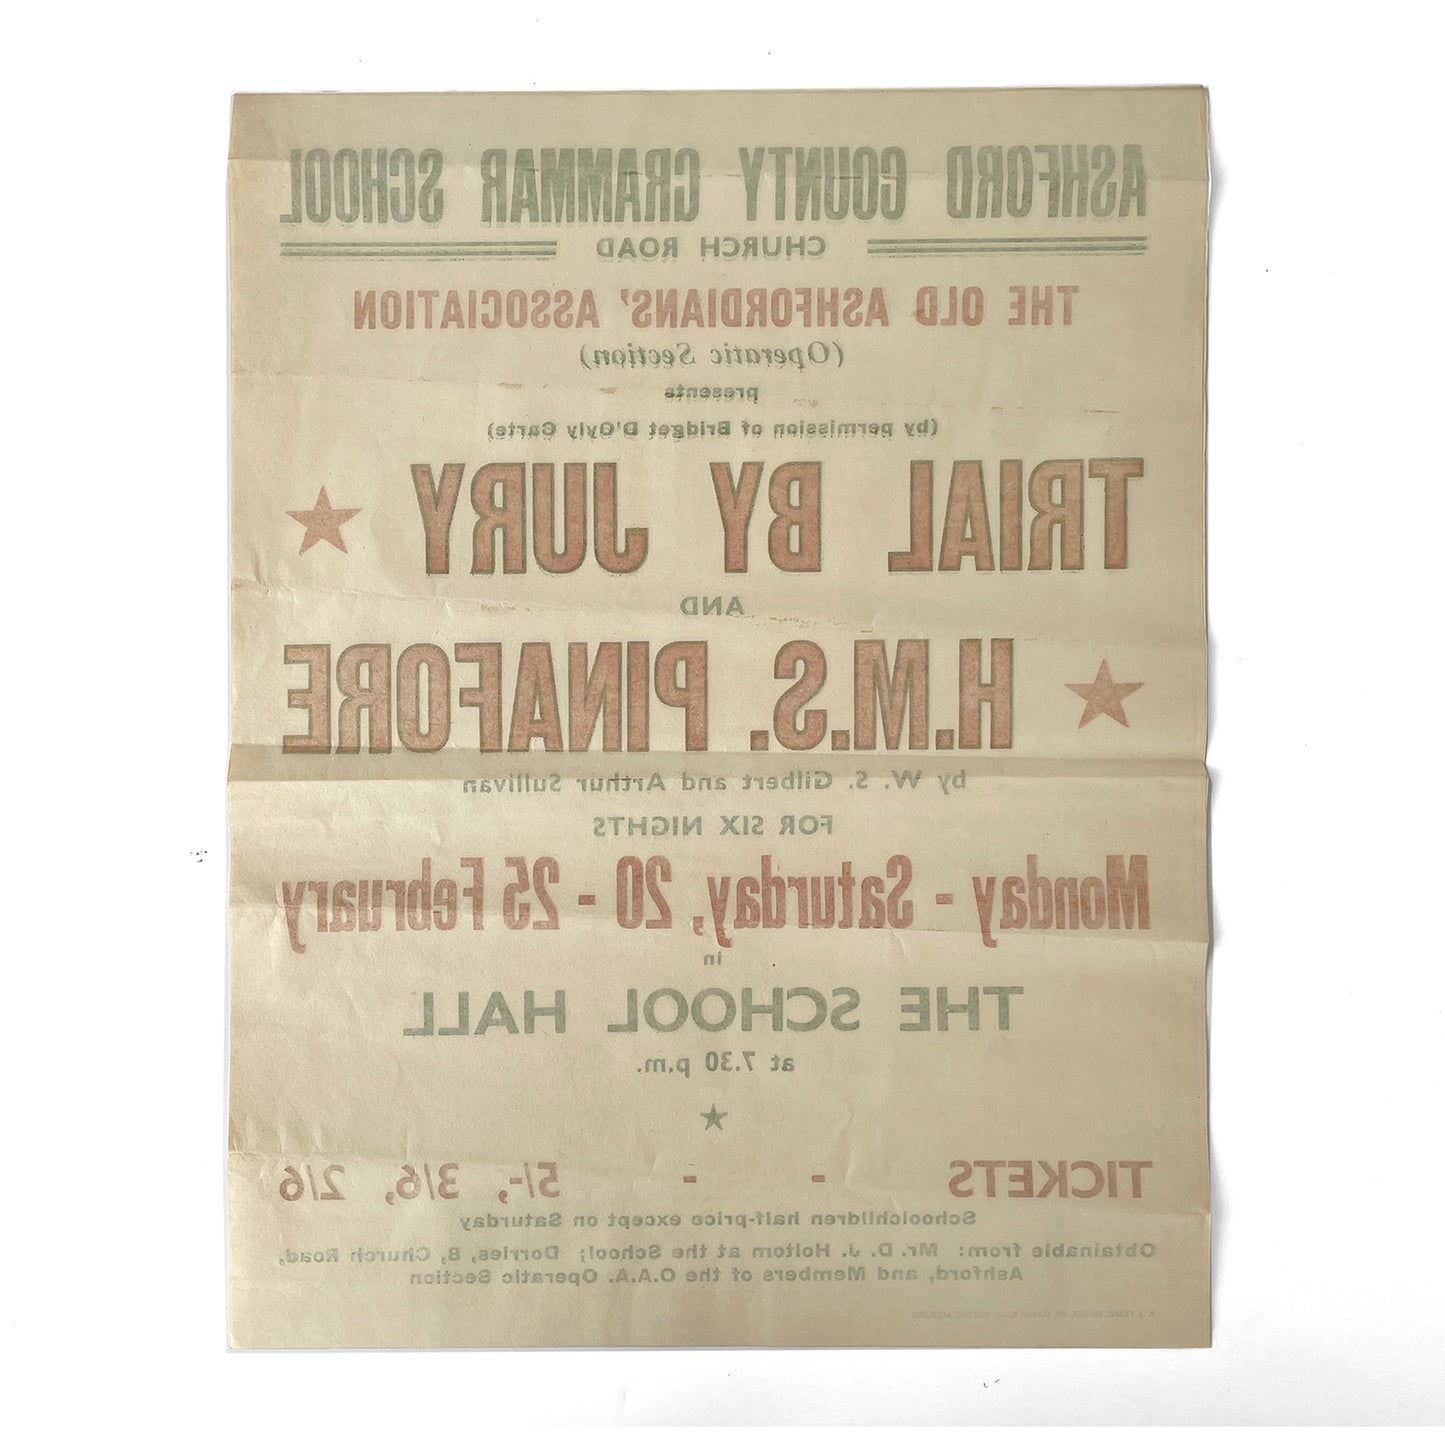 ASHFORD COUNTY GRAMMAR SCHOOL
CHURCH ROAD
THE OLD ASHFORDIANS' ASSOCIATION
(Operatic Section)
presents
(by permission of Bridget D'Oyly Carte)
TRIAL BY JURY
AND
H.M.S. PINAFORE
by W. S. Gilbert and Arthur Sullivan
FOR SIX NIGHTS
Monday - Saturday, 20 - 25 February
in
THE SCHOOL HALL
at 7.30 p.m.
TICKETS - - 5/-, 3/6, 2/6
Schoolchildren half-price except on Saturday
Obtainable from: Mr. D. J. Holtom at the School; Dorries, 8, Church Road,
Ashford, and Members of the O.A.A. Operatic Section